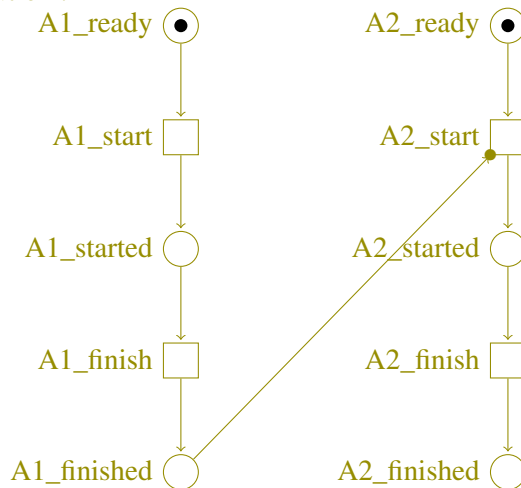 A1_ready A2_ready
A1_start A2_start
A1_started A2_started
A1_finish A2_finish
A1_finished A2_finished